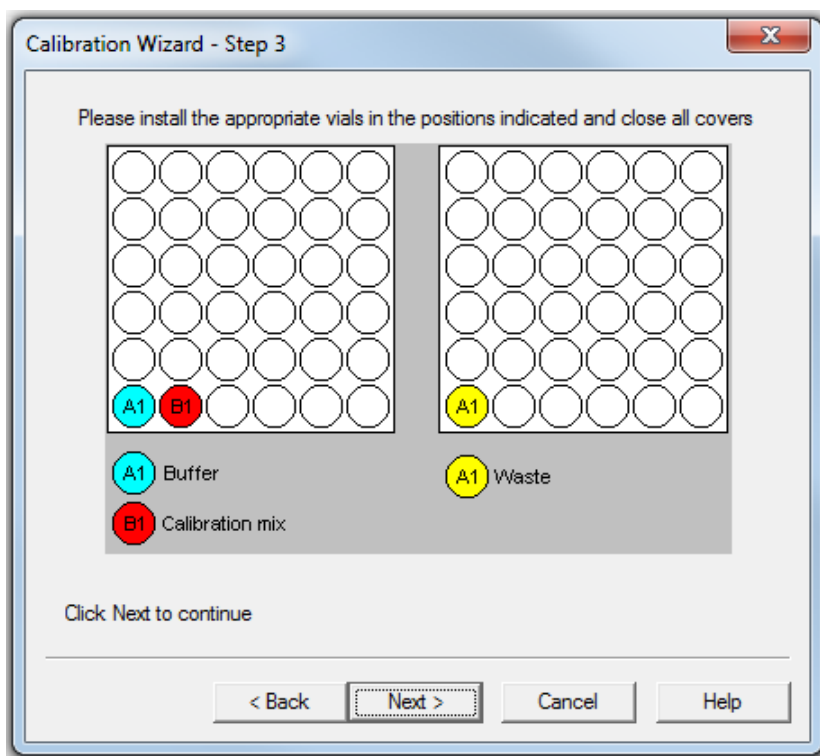 Calibration Wizard - Step 3
X
Please install the appropriate vials in the positions indicated and close all covers
A1 B1 A1
A1 Buffer A1 Waste
B1 Calibration mix
Click Next to continue
< Back Next > Cancel Help